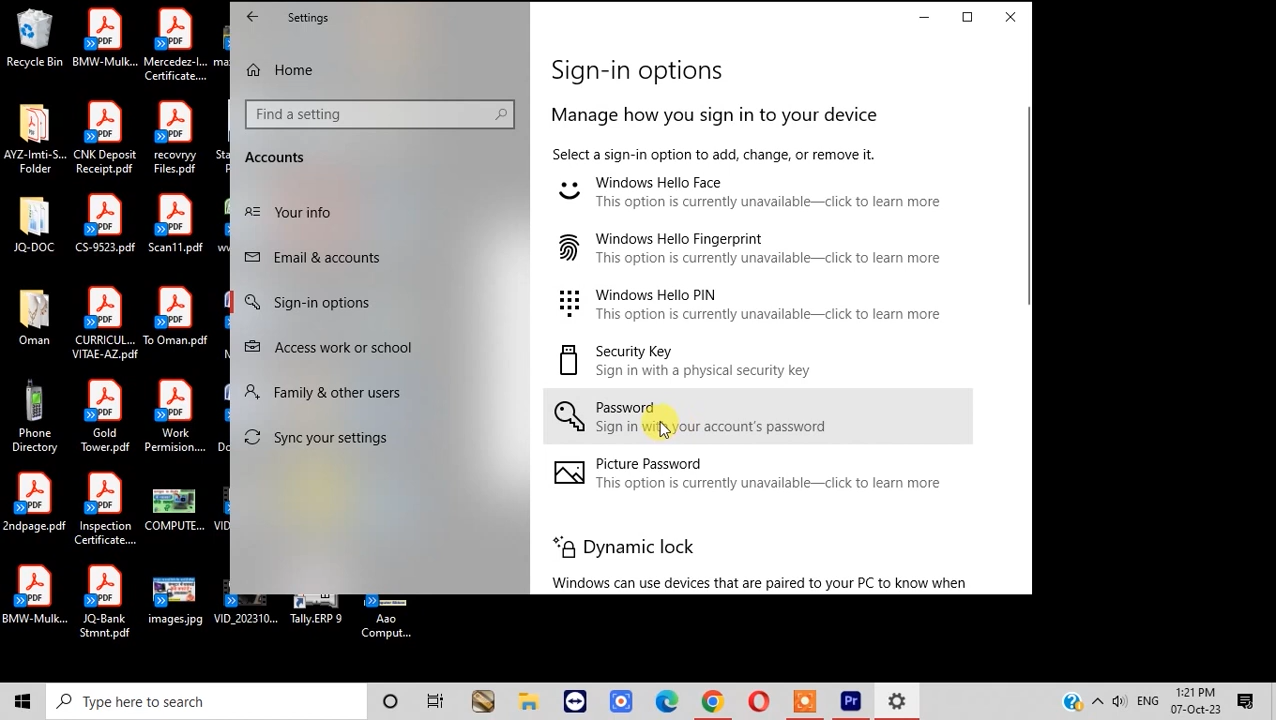 Settings
Home
Find a setting
Accounts
Your info
Email & accounts
Sign-in options
Access work or school
Family & other users
Sync your settings
Sign-in options
Manage how you sign in to your device
Select a sign-in option to add, change, or remove it.
Windows Hello Face
This option is currently unavailable—click to learn more
Windows Hello Fingerprint
This option is currently unavailable—click to learn more
Windows Hello PIN
This option is currently unavailable—click to learn more
Security Key
Sign in with a physical security key
Password
Sign in with your account's password
Picture Password
This option is currently unavailable—click to learn more
Dynamic lock
Windows can use devices that are paired to your PC to know when
Recycle Bin
BMW-Mulk...
Mercedez-I...
Certificate....
AYZ-Imti-S...
Folder
CNK Deposit
Receipt.pdf
recovryy
Files.pdf
JQ-DOC
CS-9523.pdf
Scan11.pdf
Oman
CURRICUL...
VITAE-AZ.pdf
To Oman.pdf
Phone
Directory
Gold
Tower.pdf
Work
Permision....
2ndpage.pdf
Inspection
Certificate....
COMPUTE...
BMW-Mulk...
JQ-Bank
Stmnt.pdf
images.jpg
VID_202310...
Tally.ERP 9
Aao
Comput...
Type here to search
ENG
1:21 PM
07-Oct-23